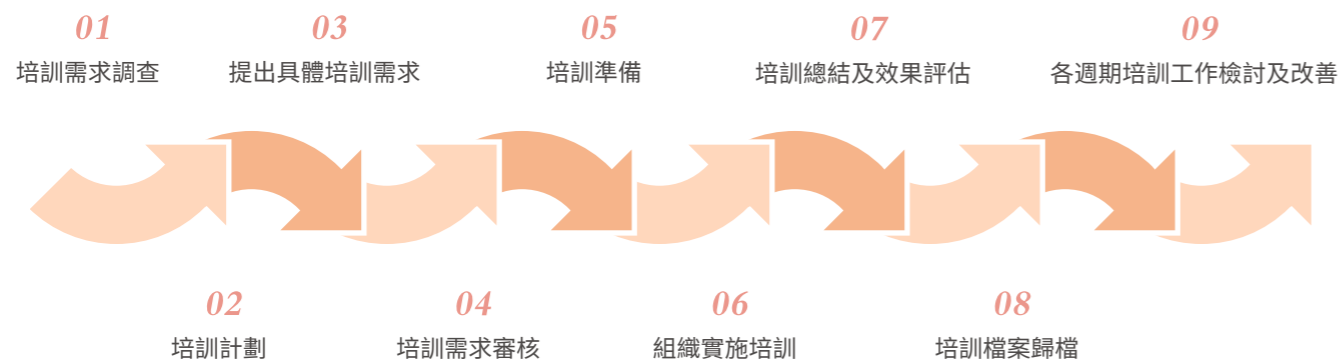 01
培訓需求調查
02
培訓計劃
03
提出具體培訓需求
04
培訓需求審核
05
培訓準備
06
組織實施培訓
07
培訓總結及效果評估
08
培訓檔案歸檔
09
各週期培訓工作檢討及改善